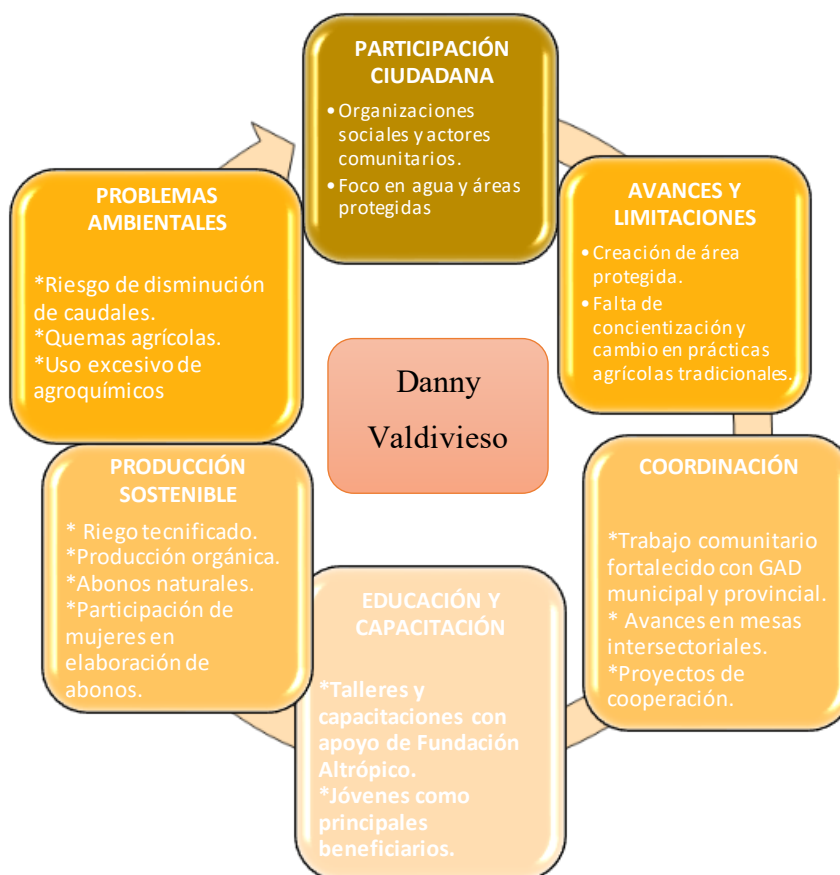 PARTICIPACIÓN
CIUDADANA
• Organizaciones
sociales y actores
comunitarios.
• Foco en agua y áreas
protegidas
AVANCES Y
LIMITACIONES
• Creación de área
protegida.
• Falta de
concientización y
cambio en prácticas
agrícolas tradicionales.
COORDINACIÓN
*Trabajo comunitario
fortalecido con GAD
municipal y provincial.
* Avances en mesas
intersectoriales.
*Proyectos de
cooperación.
EDUCACIÓN Y
CAPACITACIÓN
*Talleres y
capacitaciones con
apoyo de Fundación
Altrópico.
*Jóvenes como
principales
beneficiarios.
PRODUCCIÓN
SOSTENIBLE
* Riego tecnificado.
*Producción orgánica.
*Abonos naturales.
*Participación de
mujeres en
elaboración de
abonos.
PROBLEMAS
AMBIENTALES
*Riesgo de disminución
de caudales.
*Quemas agrícolas.
*Uso excesivo de
agroquímicos
Danny
Valdivieso